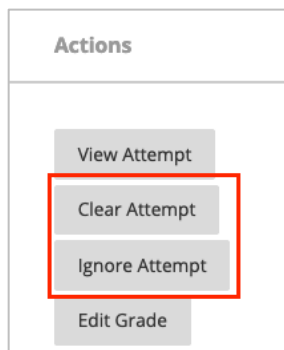 Actions
View Attempt
Clear Attempt
Ignore Attempt
Edit Grade